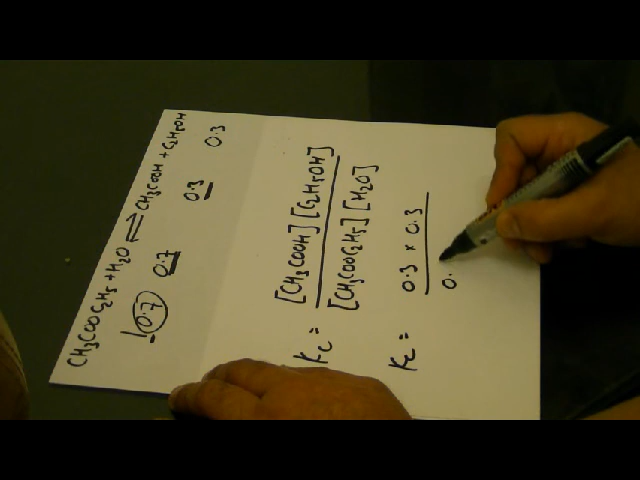 CH3COOC2H5 + H2O ⇌ CH3COOH + C2H5OH
0.7 0.7 0.3 0.3
Kc = [CH3COOH] [C2H5OH]
[CH3COOC2H5] [H2O]
Kc = 0.3 x 0.3
0.